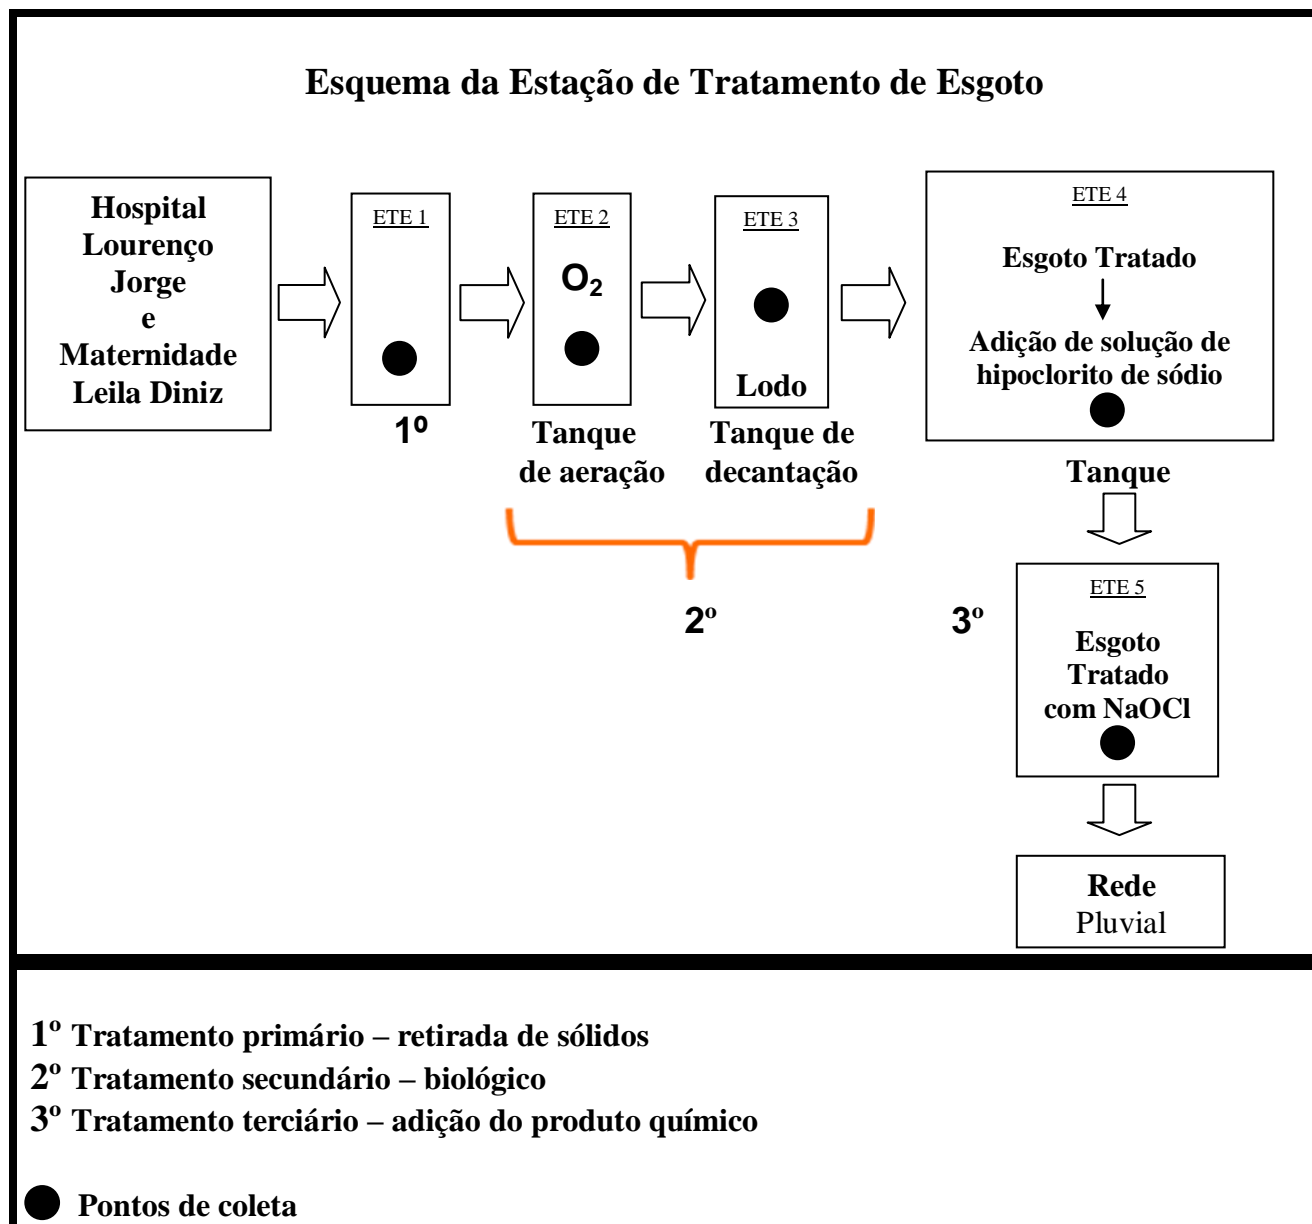 Esquema da Estação de Tratamento de Esgoto
Hospital
Lourenço
Jorge
e
Maternidade
Leila Diniz
ETE 1
1º
ETE 2
O₂
Tanque
de aeração
ETE 3
Lodo
Tanque de
decantação
2º
ETE 4
Esgoto Tratado
Adição de solução de
hipoclorito de sódio
Tanque
3º
ETE 5
Esgoto
Tratado
com NaOCl
Rede
Pluvial
1º Tratamento primário – retirada de sólidos
2º Tratamento secundário – biológico
3º Tratamento terciário – adição do produto químico
Pontos de coleta